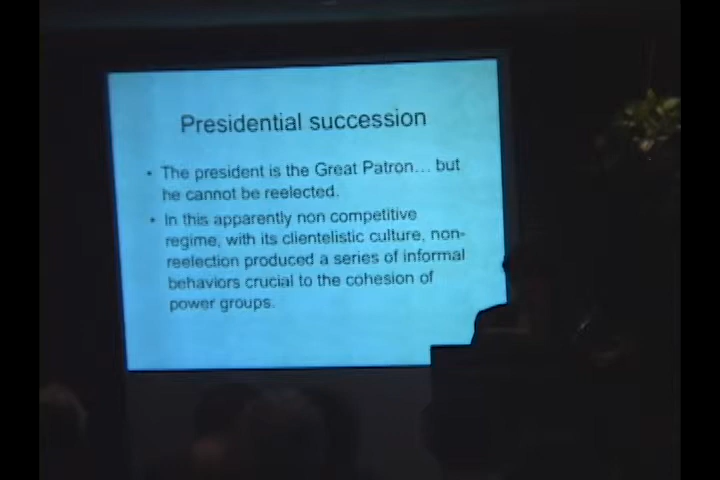 Presidential succession
• The president is the Great Patron... but
he cannot be reelected.
• In this apparently non competitive
regime, with its clientelistic culture, non-
reelection produced a series of informal
behaviors crucial to the cohesion of
power groups.